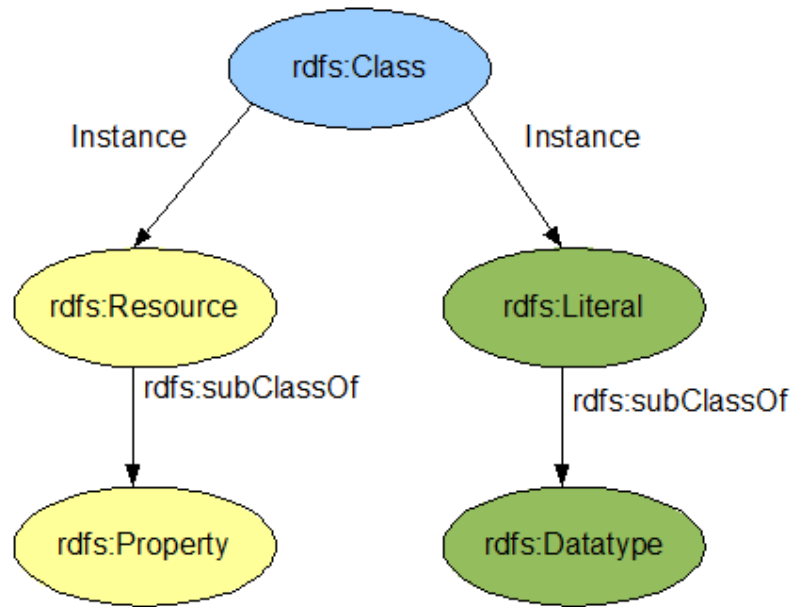 rdfs:Class
Instance
Instance
rdfs:Resource
rdfs:Literal
rdfs:subClassOf
rdfs:subClassOf
rdfs:Property
rdfs:Datatype